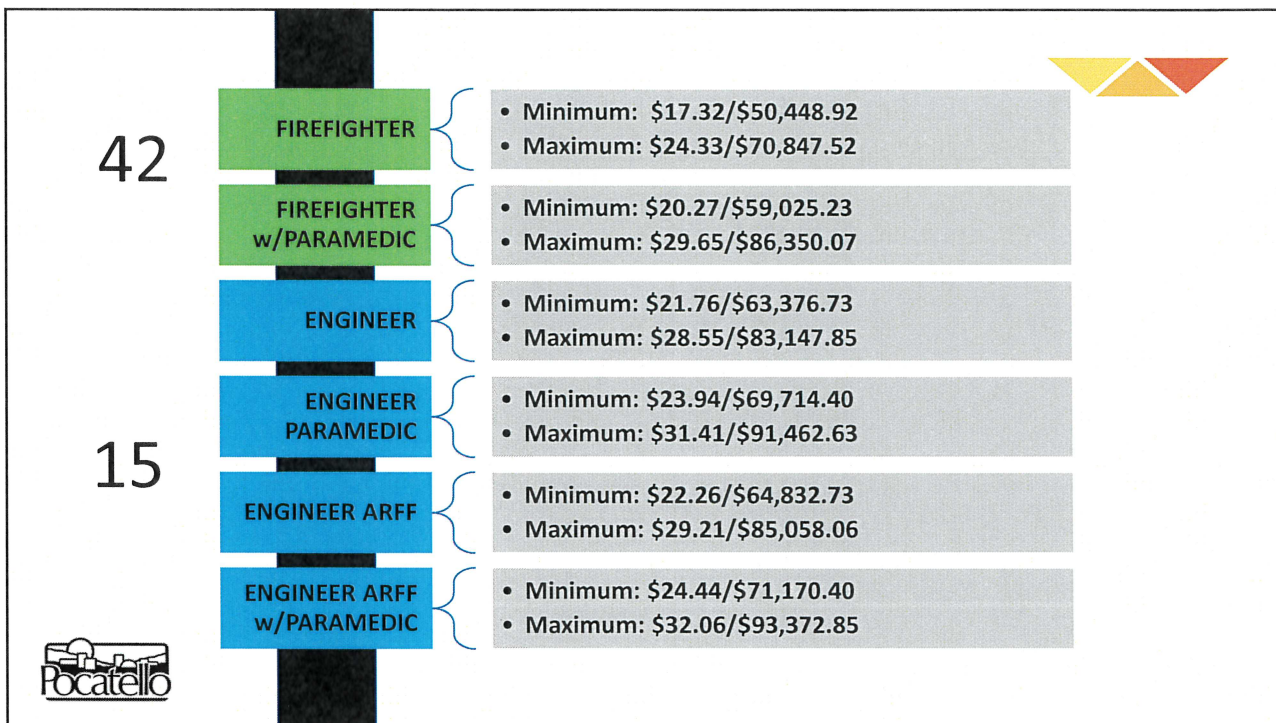 42
FIREFIGHTER
• Minimum: $17.32/$50,448.92
• Maximum: $24.33/$70,847.52
FIREFIGHTER
w/PARAMEDIC
• Minimum: $20.27/$59,025.23
• Maximum: $29.65/$86,350.07
15
ENGINEER
• Minimum: $21.76/$63,376.73
• Maximum: $28.55/$83,147.85
ENGINEER
PARAMEDIC
• Minimum: $23.94/$69,714.40
• Maximum: $31.41/$91,462.63
ENGINEER ARFF
• Minimum: $22.26/$64,832.73
• Maximum: $29.21/$85,058.06
ENGINEER ARFF
w/PARAMEDIC
• Minimum: $24.44/$71,170.40
• Maximum: $32.06/$93,372.85
Pocatello